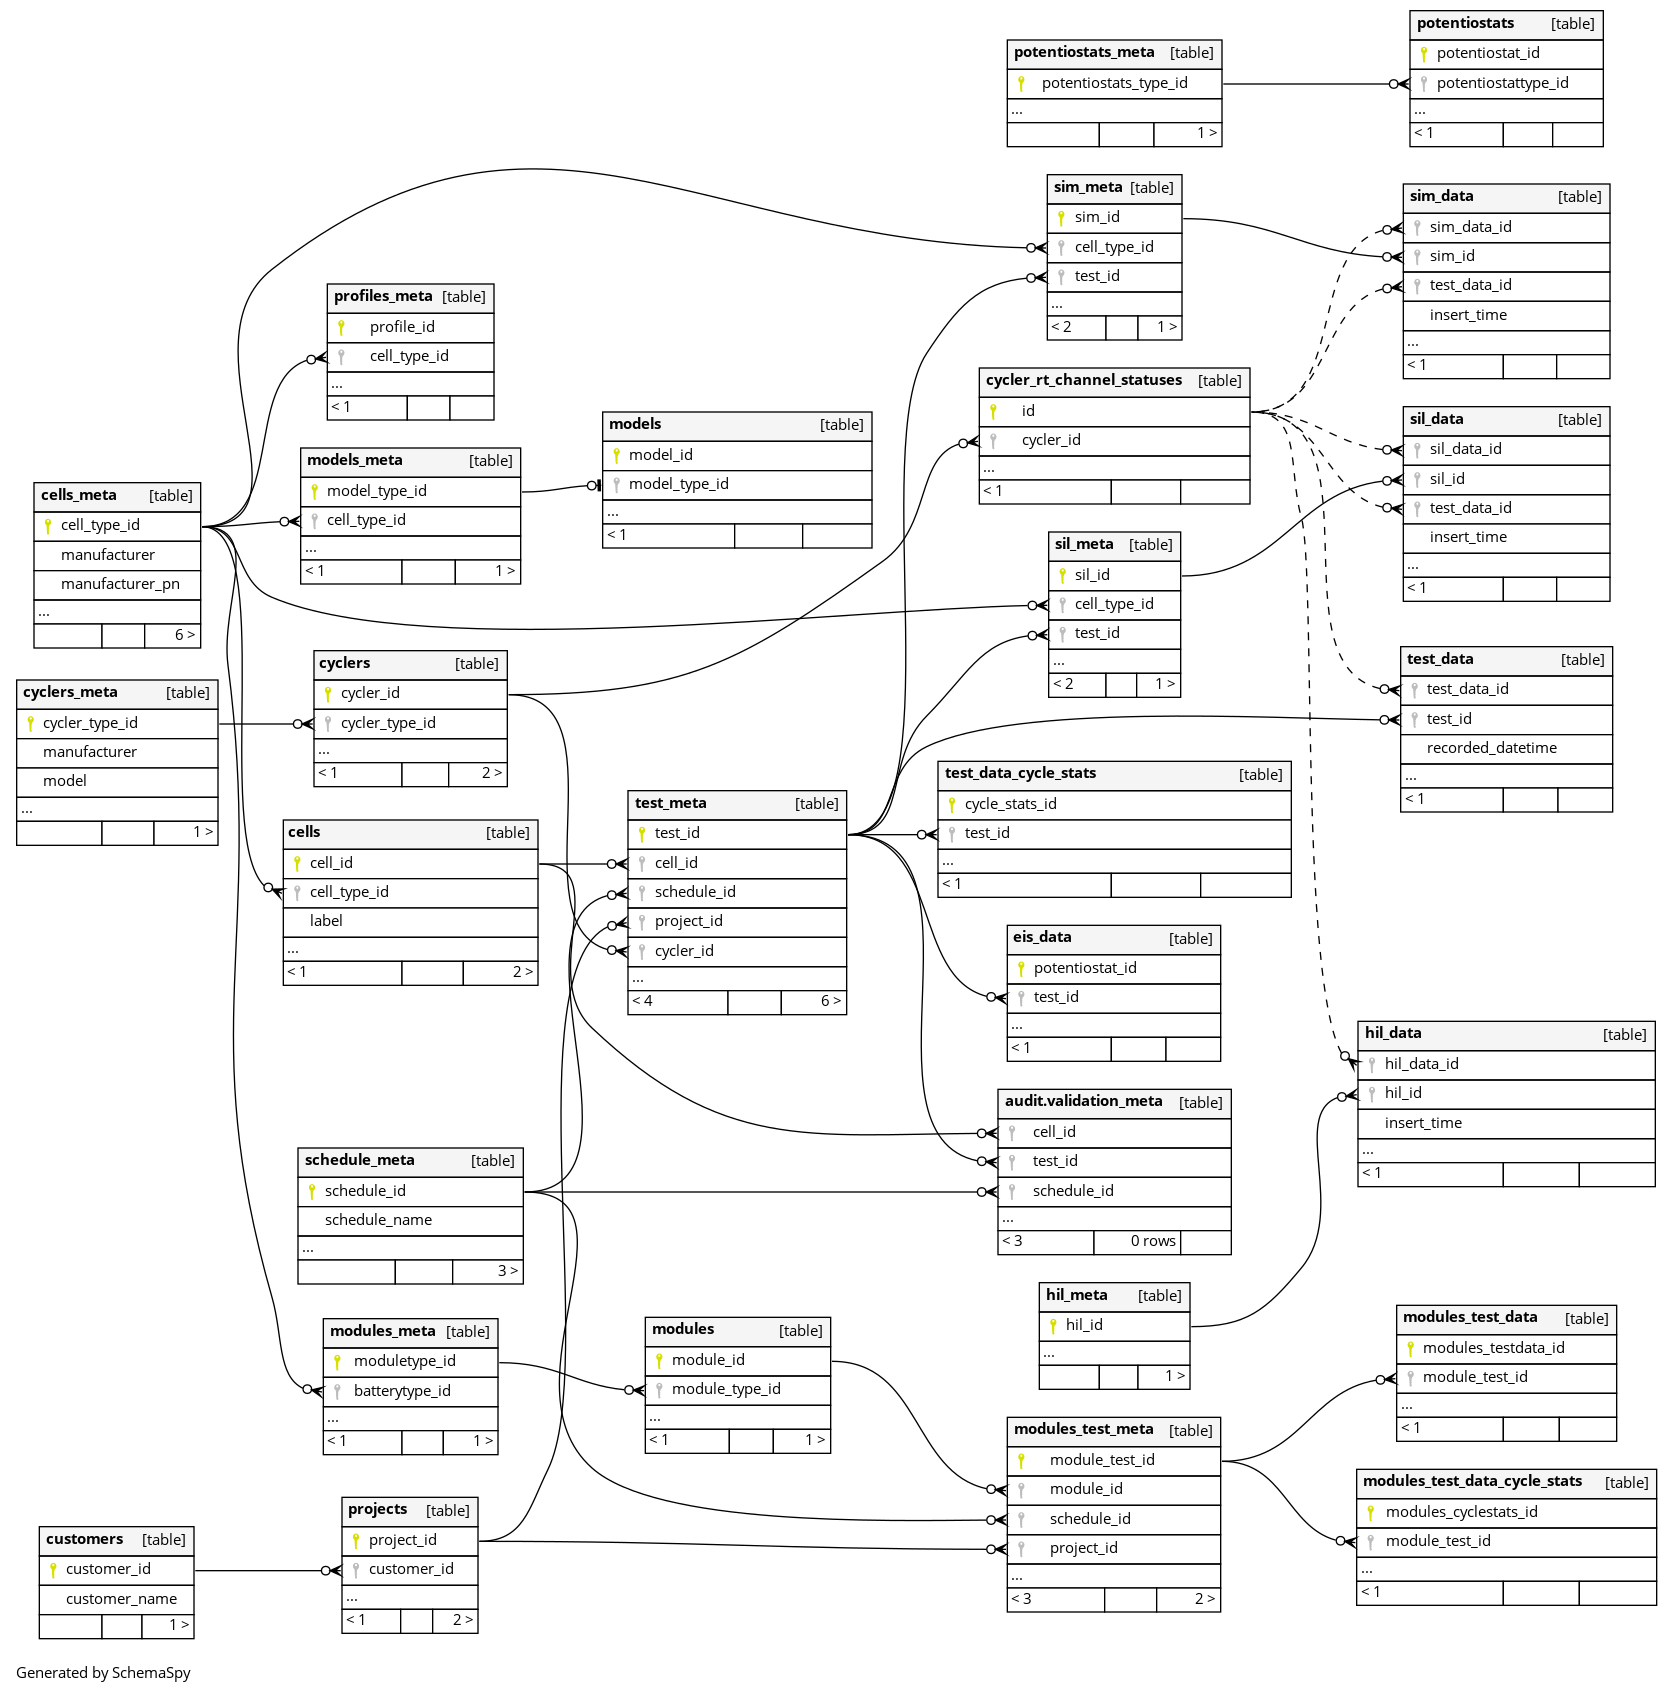 potentiostats [table]
potentiostat_id
potentiostattype_id
...
< 1
potentiostats_meta [table]
potentiostats_type_id
...
1 >
sim_meta [table]
sim_id
cell_type_id
test_id
...
< 2 1 >
sim_data [table]
sim_data_id
sim_id
test_data_id
insert_time
...
< 1
profiles_meta [table]
profile_id
cell_type_id
...
< 1
cycler_rt_channel_statuses [table]
id
cycler_id
...
< 1
models [table]
model_id
model_type_id
...
< 1
sil_data [table]
sil_data_id
sil_id
test_data_id
insert_time
...
< 1
models_meta [table]
model_type_id
cell_type_id
...
< 1 1 >
cells_meta [table]
cell_type_id
manufacturer
manufacturer_pn
...
6 >
sil_meta [table]
sil_id
cell_type_id
test_id
...
< 2 1 >
cyclers [table]
cycler_id
cycler_type_id
...
< 1 2 >
test_data [table]
test_data_id
test_id
recorded_datetime
...
< 1
cyclers_meta [table]
cycler_type_id
manufacturer
model
...
1 >
test_data_cycle_stats [table]
cycle_stats_id
test_id
...
< 1
test_meta [table]
test_id
cell_id
schedule_id
project_id
cycler_id
...
< 4 6 >
cells [table]
cell_id
cell_type_id
label
...
< 1 2 >
eis_data [table]
potentiostat_id
test_id
...
< 1
hil_data [table]
hil_data_id
hil_id
insert_time
...
< 1
audit.validation_meta [table]
cell_id
test_id
schedule_id
...
< 3 0 rows
schedule_meta [table]
schedule_id
schedule_name
...
3 >
hil_meta [table]
hil_id
...
1 >
modules_test_data [table]
modules_testdata_id
module_test_id
...
< 1
modules_meta [table]
moduletype_id
batterytype_id
...
< 1 1 >
modules [table]
module_id
module_type_id
...
< 1 1 >
modules_test_meta [table]
module_test_id
module_id
schedule_id
project_id
...
< 3 2 >
modules_test_data_cycle_stats [table]
modules_cyclestats_id
module_test_id
...
< 1
projects [table]
project_id
customer_id
...
< 1 2 >
customers [table]
customer_id
customer_name
1 >
Generated by SchemaSpy